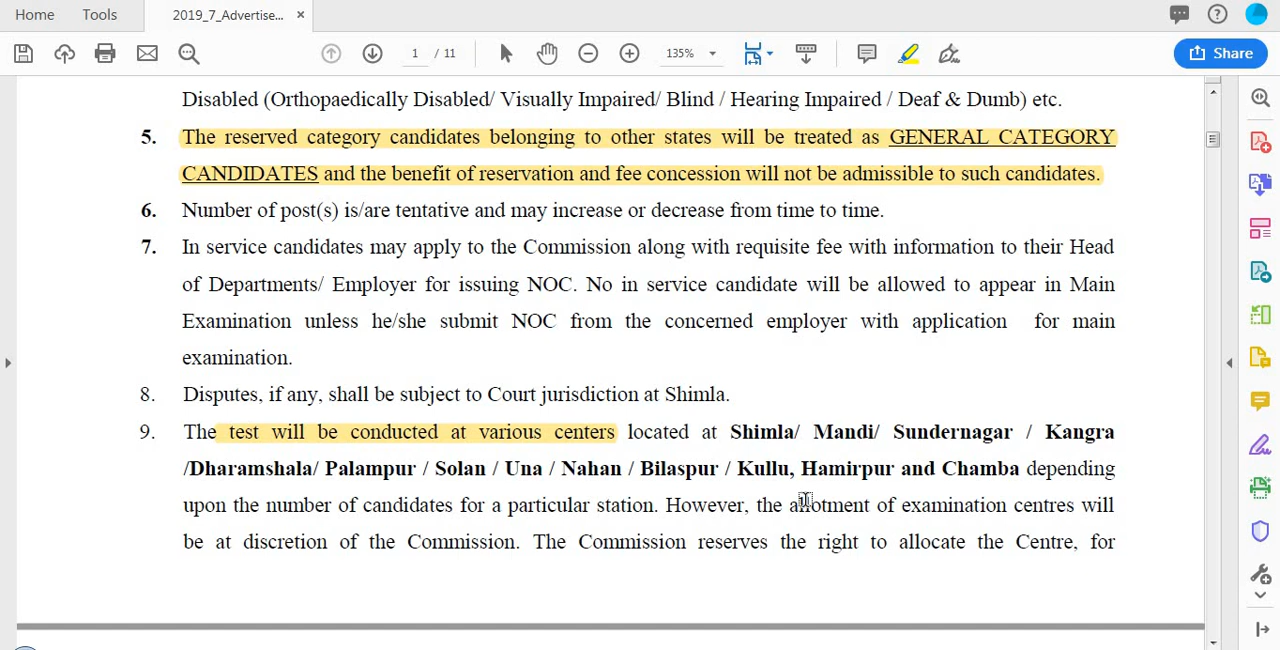 Home Tools 2019_7_Advertise... ×
1 / 11 135% Share
Disabled (Orthopaedically Disabled/ Visually Impaired/ Blind / Hearing Impaired / Deaf & Dumb) etc.
5. The reserved category candidates belonging to other states will be treated as GENERAL CATEGORY
CANDIDATES and the benefit of reservation and fee concession will not be admissible to such candidates.
6. Number of post(s) is/are tentative and may increase or decrease from time to time.
7. In service candidates may apply to the Commission along with requisite fee with information to their Head
of Departments/ Employer for issuing NOC. No in service candidate will be allowed to appear in Main
Examination unless he/she submit NOC from the concerned employer with application for main
examination.
8. Disputes, if any, shall be subject to Court jurisdiction at Shimla.
9. The test will be conducted at various centers located at Shimla/ Mandi/ Sundernagar / Kangra
/Dharamshala/ Palampur / Solan / Una / Nahan / Bilaspur / Kullu, Hamirpur and Chamba depending
upon the number of candidates for a particular station. However, the allotment of examination centres will
be at discretion of the Commission. The Commission reserves the right to allocate the Centre, for